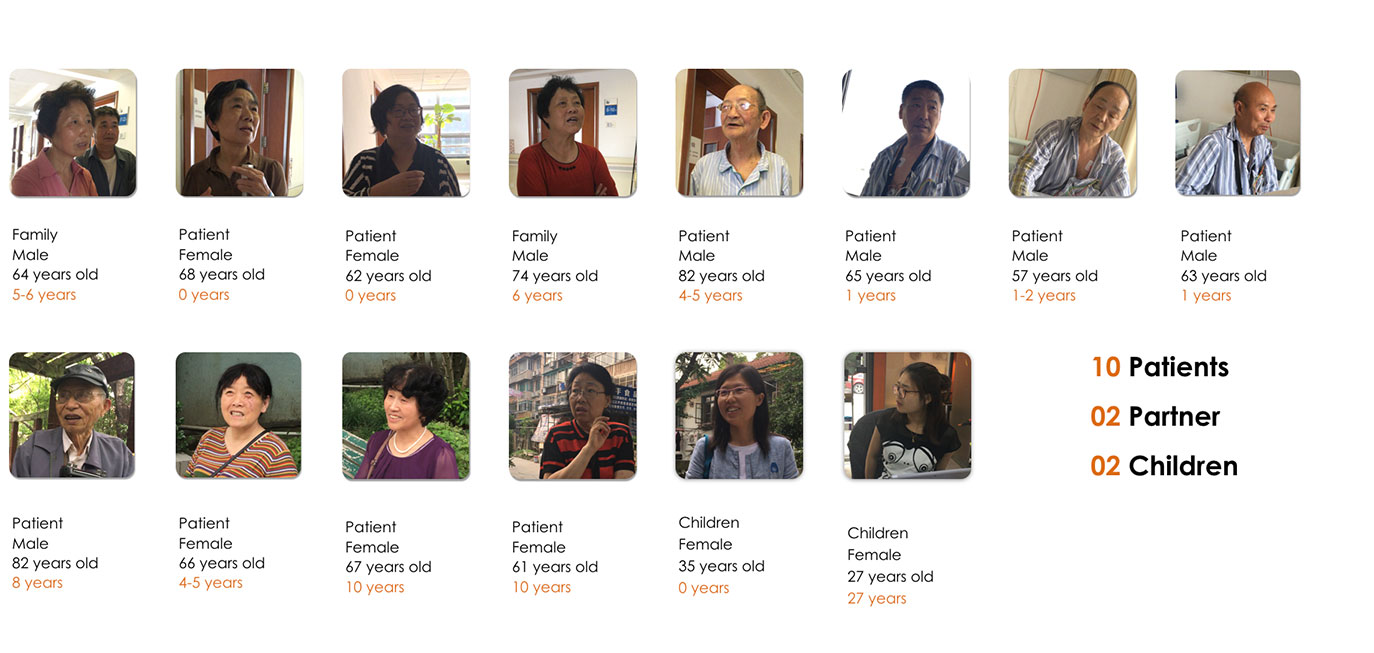 Family
Male
64 years old
5-6 years
Patient
Female
68 years old
0 years
Patient
Female
62 years old
0 years
Family
Male
74 years old
6 years
Patient
Male
82 years old
4-5 years
Patient
Male
65 years old
1 years
Patient
Male
57 years old
1-2 years
Patient
Male
63 years old
1 years
Patient
Male
82 years old
8 years
Patient
Female
66 years old
4-5 years
Patient
Female
67 years old
10 years
Patient
Female
61 years old
10 years
Children
Female
35 years old
0 years
Children
Female
27 years old
27 years
10 Patients
02 Partner
02 Children